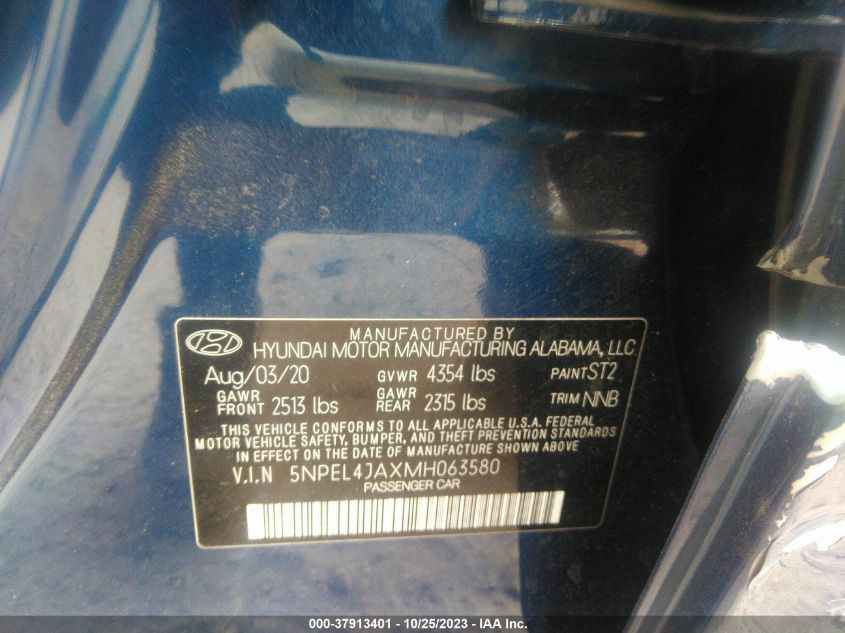 MANUFACTURED BY
HYUNDAI MOTOR MANUFACTURING ALABAMA, LLC
Aug/03/20 GVWR 4354 lbs PAINT ST2
GAWR FRONT 2513 lbs GAWR REAR 2315 lbs TRIM NNB
THIS VEHICLE CONFORMS TO ALL APPLICABLE U.S.A. FEDERAL
MOTOR VEHICLE SAFETY, BUMPER, AND THEFT PREVENTION STANDARDS
IN EFFECT ON THE DATE OF MANUFACTURE SHOWN ABOVE.
V.I.N 5NPEL4JAXMH063580
PASSENGER CAR
000-37913401 - 10/25/2023 - IAA Inc.